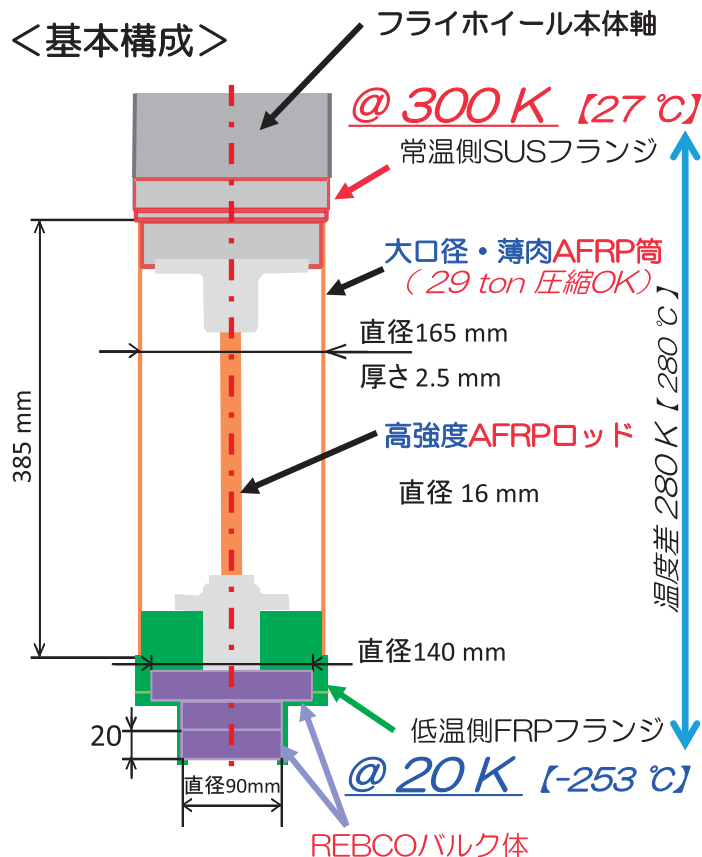 ＜基本構成＞
フライホイール本体軸
@ 300 K 【27 ℃】
常温側SUSフランジ
大口径・薄肉AFRP筒
（ 29 ton 圧縮OK）
直径165 mm
厚さ 2.5 mm
385 mm
高強度AFRPロッド
直径 16 mm
温度差 280 K【 280 ℃ 】
直径140 mm
低温側FRPフランジ
20
@ 20 K 【-253 ℃】
直径90mm
REBCOバルク体